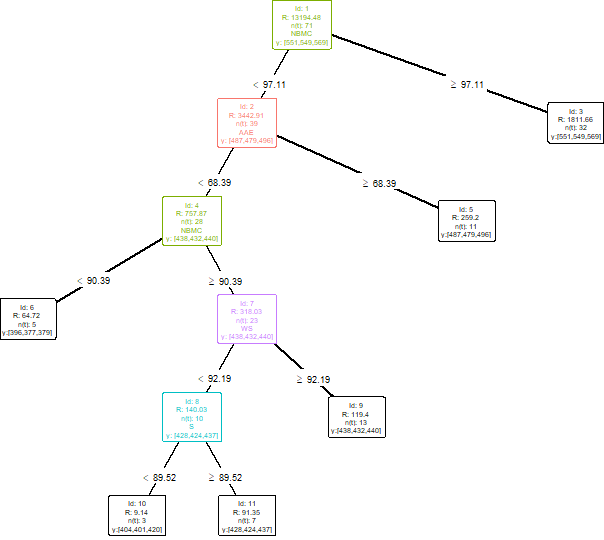 Id: 1
R: 13194.48
n(t): 71
NBMC
y: [551,549,569]
< 97.11
≥ 97.11
Id: 2
R: 3442.91
n(t): 39
AAE
y: [487,479,496]
Id: 3
R: 1811.66
n(t): 32
y:[551,549,569]
< 68.39
≥ 68.39
Id: 4
R: 757.87
n(t): 28
NBMC
y: [438,432,440]
Id: 5
R: 259.2
n(t): 11
y:[487,479,496]
< 90.39
≥ 90.39
Id: 6
R: 64.72
n(t): 5
y:[396,377,379]
Id: 7
R: 318.03
n(t): 23
WS
y: [438,432,440]
< 92.19
≥ 92.19
Id: 8
R: 140.03
n(t): 10
S
y: [428,424,437]
Id: 9
R: 119.4
n(t): 13
y:[438,432,440]
< 89.52
≥ 89.52
Id: 10
R: 9.14
n(t): 3
y:[404,401,420]
Id: 11
R: 91.35
n(t): 7
y:[428,424,437]